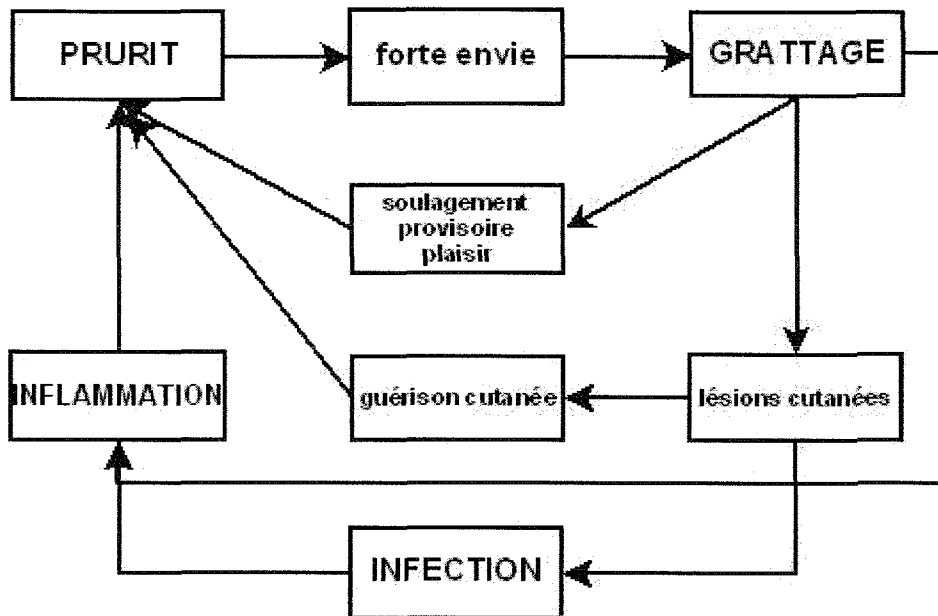 PRURIT
forte envie
GRATTAGE
soulagement
provisoire
plaisir
INFLAMMATION
guérison cutanée
lésions cutanées
INFECTION